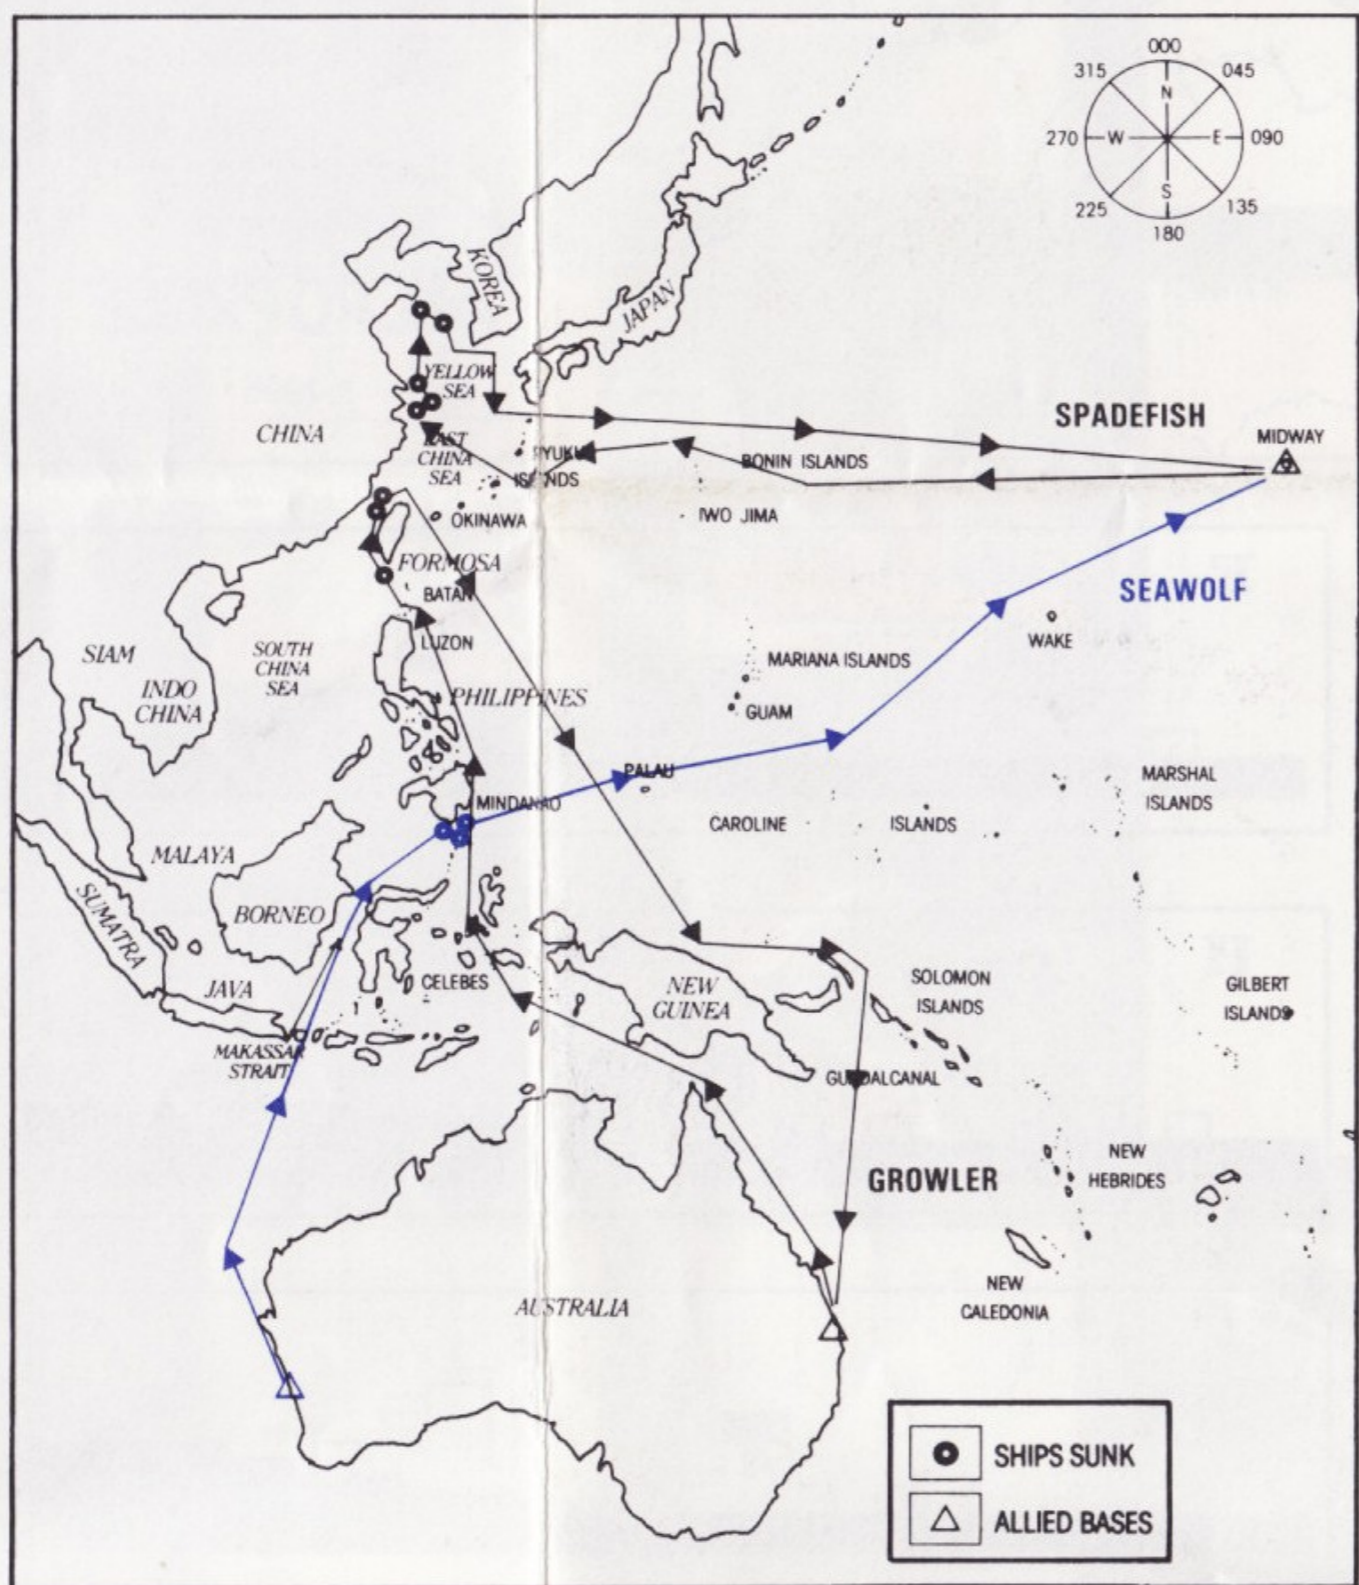 000
315
045
N
270
W
E
090
S
225
135
180
KOREA
JAPAN
YELLOW
SEA
SPADEFISH
CHINA
MIDWAY
EAST
CHINA
SEA
RYUKU
ISLANDS
BONIN ISLANDS
OKINAWA
IWO JIMA
FORMOSA
BATAN
SEAWOLF
LUZON
WAKE
SIAM
SOUTH
CHINA
SEA
MARIANA ISLANDS
INDO
CHINA
PHILIPPINES
GUAM
PALAU
MARSHAL
ISLANDS
MINDANAO
CAROLINE
ISLANDS
MALAYA
SUMATRA
BORNEO
CELEBES
JAVA
NEW
GUINEA
SOLOMON
ISLANDS
GILBERT
ISLANDS
MAKASSAR
STRAIT
GUADALCANAL
NEW
HEBRIDES
GROWLER
AUSTRALIA
NEW
CALEDONIA
SHIPS SUNK
ALLIED BASES